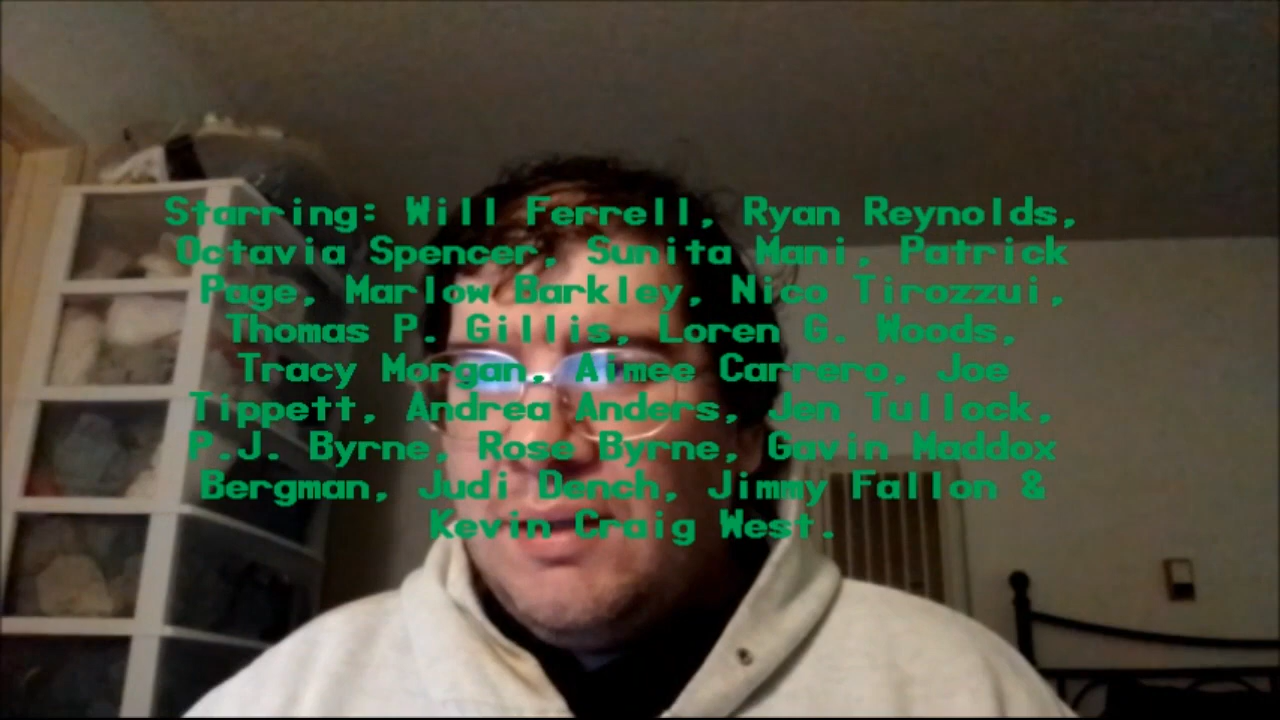 Starring: Will Ferrell, Ryan Reynolds,
Octavia Spencer, Sunita Mani, Patrick
Page, Marlow Barkley, Nico Tirozzui,
Thomas P. Gillis, Loren G. Woods,
Tracy Morgan, Aimee Carrero, Joe
Tippett, Andrea Anders, Jen Tullock,
P.J. Byrne, Rose Byrne, Gavin Maddox
Bergman, Judi Dench, Jimmy Fallon &
Kevin Craig West.